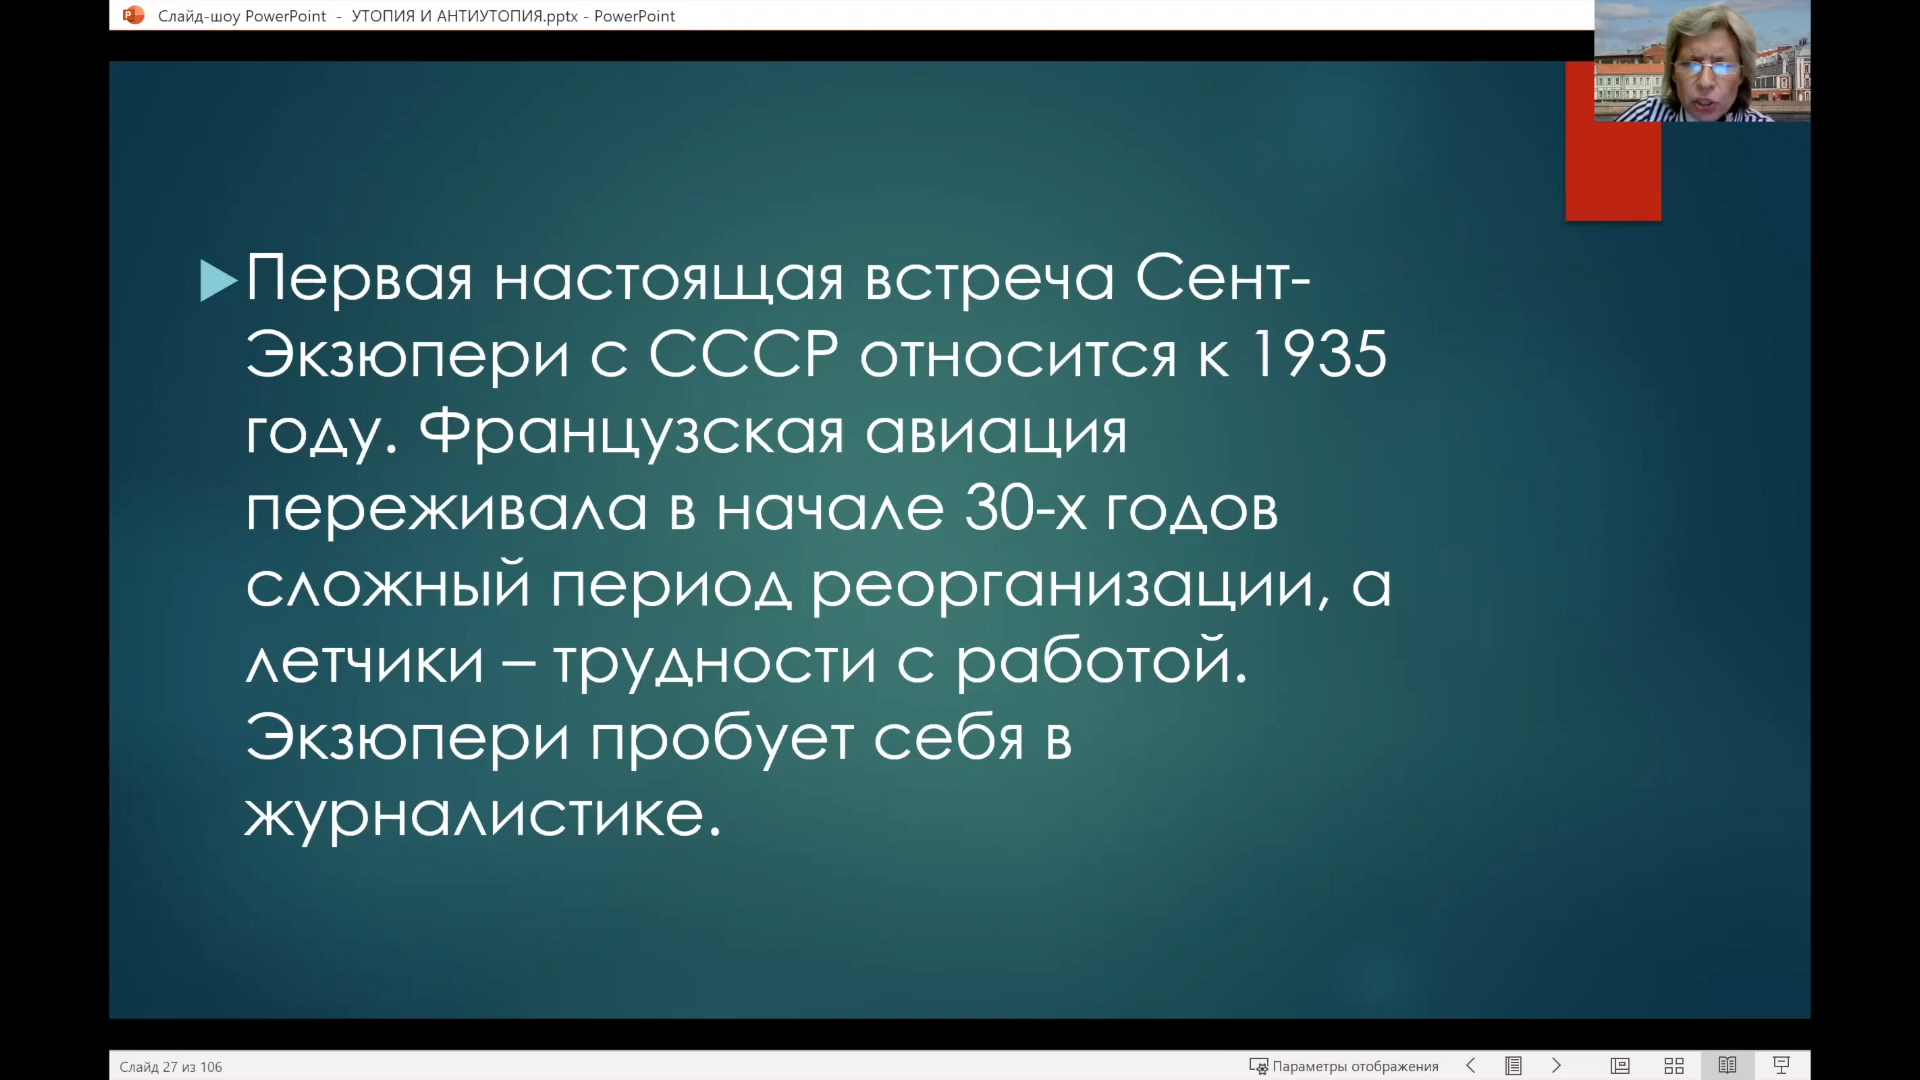 Слайд-шоу PowerPoint - УТОПИЯ И АНТИУТОПИЯ.pptx - PowerPoint
Первая настоящая встреча Сент-
Экзюпери с СССР относится к 1935
году. Французская авиация
переживала в начале 30-х годов
сложный период реорганизации, а
летчики – трудности с работой.
Экзюпери пробует себя в
журналистике.
Слайд 27 из 106
Параметры отображения